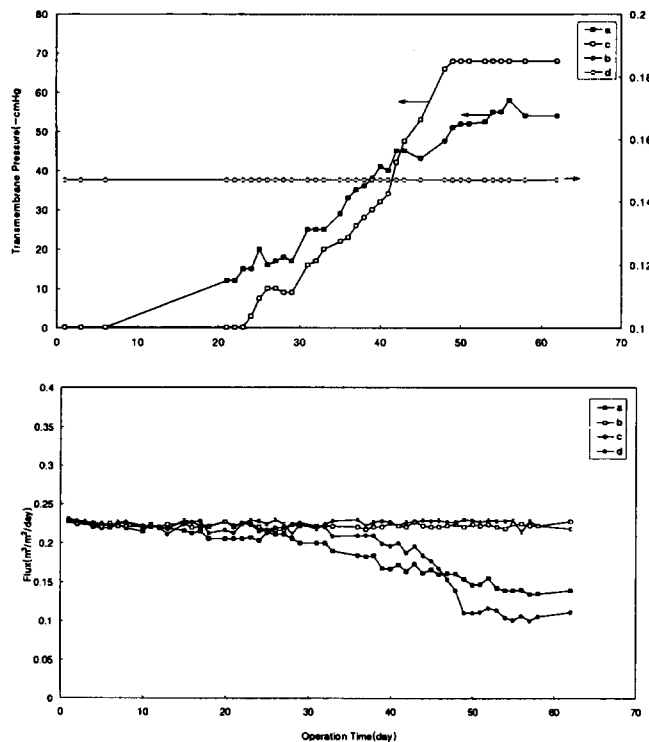 80
70
60
50
40
30
20
10
0
Transmembrane Pressure(-cmHg)
0 10 20 30 40 50 60 70
0.2
0.18
0.16
0.14
0.12
0.1
a
c
b
d
0.4
0.35
0.3
0.25
0.2
0.15
0.1
0.05
0
Flux(m³/m²/day)
0 10 20 30 40 50 60 70
Operation Time(day)
a
b
c
d